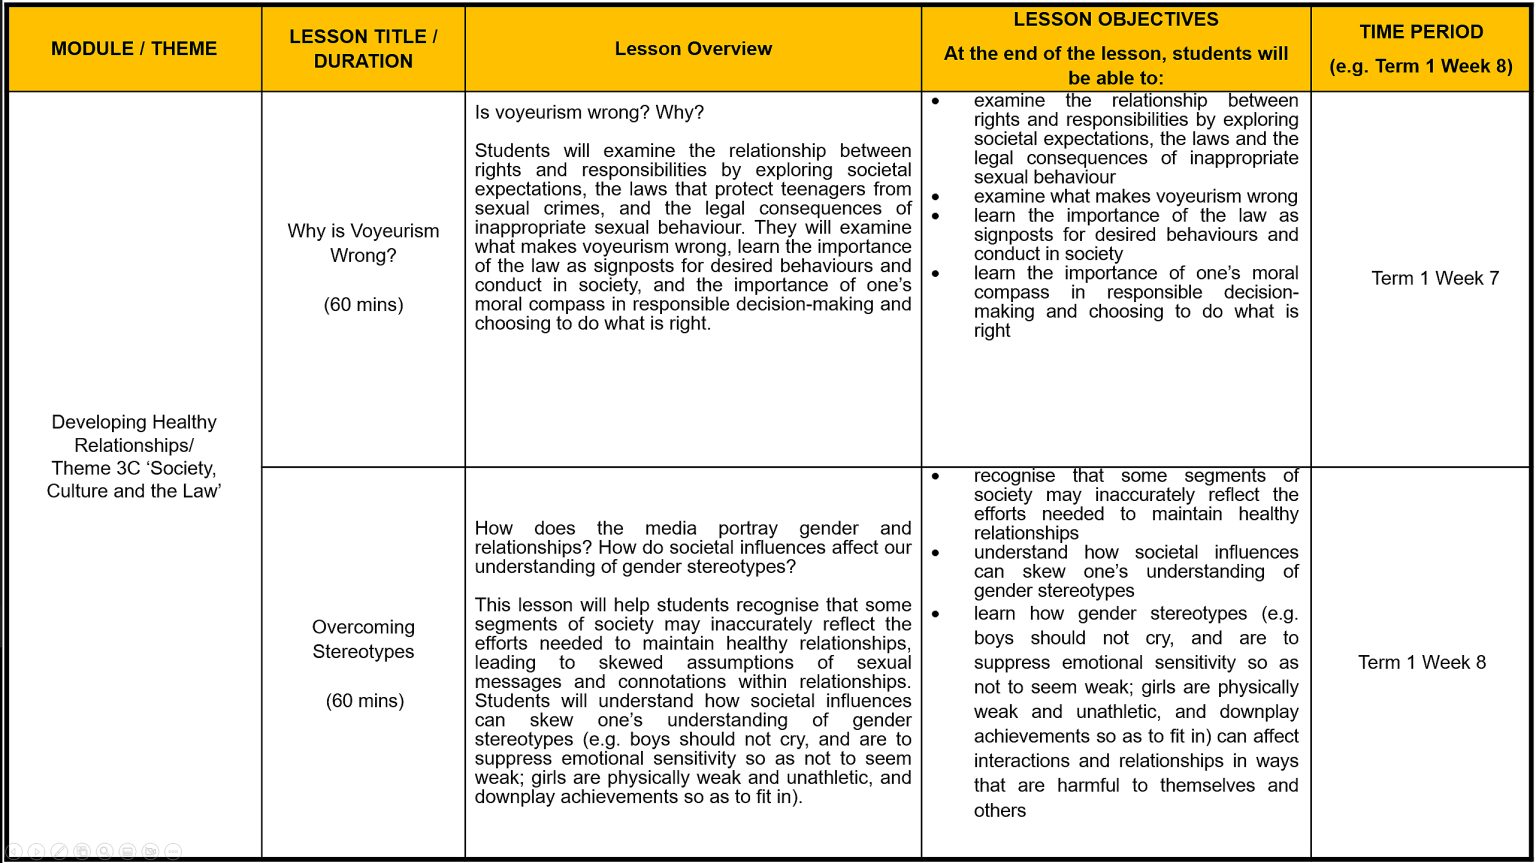 MODULE / THEME
LESSON TITLE /
DURATION
Lesson Overview
LESSON OBJECTIVES
At the end of the lesson, students will
be able to:
TIME PERIOD
(e.g. Term 1 Week 8)
Developing Healthy
Relationships/
Theme 3C ‘Society,
Culture and the Law’
Why is Voyeurism
Wrong?
(60 mins)
Is voyeurism wrong? Why?
Students will examine the relationship between
rights and responsibilities by exploring societal
expectations, the laws that protect teenagers from
sexual crimes, and the legal consequences of
inappropriate sexual behaviour. They will examine
what makes voyeurism wrong, learn the importance
of the law as signposts for desired behaviours and
conduct in society, and the importance of one’s
moral compass in responsible decision-making and
choosing to do what is right.
• examine the relationship between
rights and responsibilities by exploring
societal expectations, the laws and the
legal consequences of inappropriate
sexual behaviour
• examine what makes voyeurism wrong
• learn the importance of the law as
signposts for desired behaviours and
conduct in society
• learn the importance of one’s moral
compass in responsible decision-
making and choosing to do what is
right
Term 1 Week 7
Overcoming
Stereotypes
(60 mins)
How does the media portray gender and
relationships? How do societal influences affect our
understanding of gender stereotypes?
This lesson will help students recognise that some
segments of society may inaccurately reflect the
efforts needed to maintain healthy relationships,
leading to skewed assumptions of sexual
messages and connotations within relationships.
Students will understand how societal influences
can skew one’s understanding of gender
stereotypes (e.g. boys should not cry, and are to
suppress emotional sensitivity so as not to seem
weak; girls are physically weak and unathletic, and
downplay achievements so as to fit in).
• recognise that some segments of
society may inaccurately reflect the
efforts needed to maintain healthy
relationships
• understand how societal influences
can skew one’s understanding of
gender stereotypes
• learn how gender stereotypes (e.g.
boys should not cry, and are to
suppress emotional sensitivity so as
not to seem weak; girls are physically
weak and unathletic, and downplay
achievements so as to fit in) can affect
interactions and relationships in ways
that are harmful to themselves and
others
Term 1 Week 8